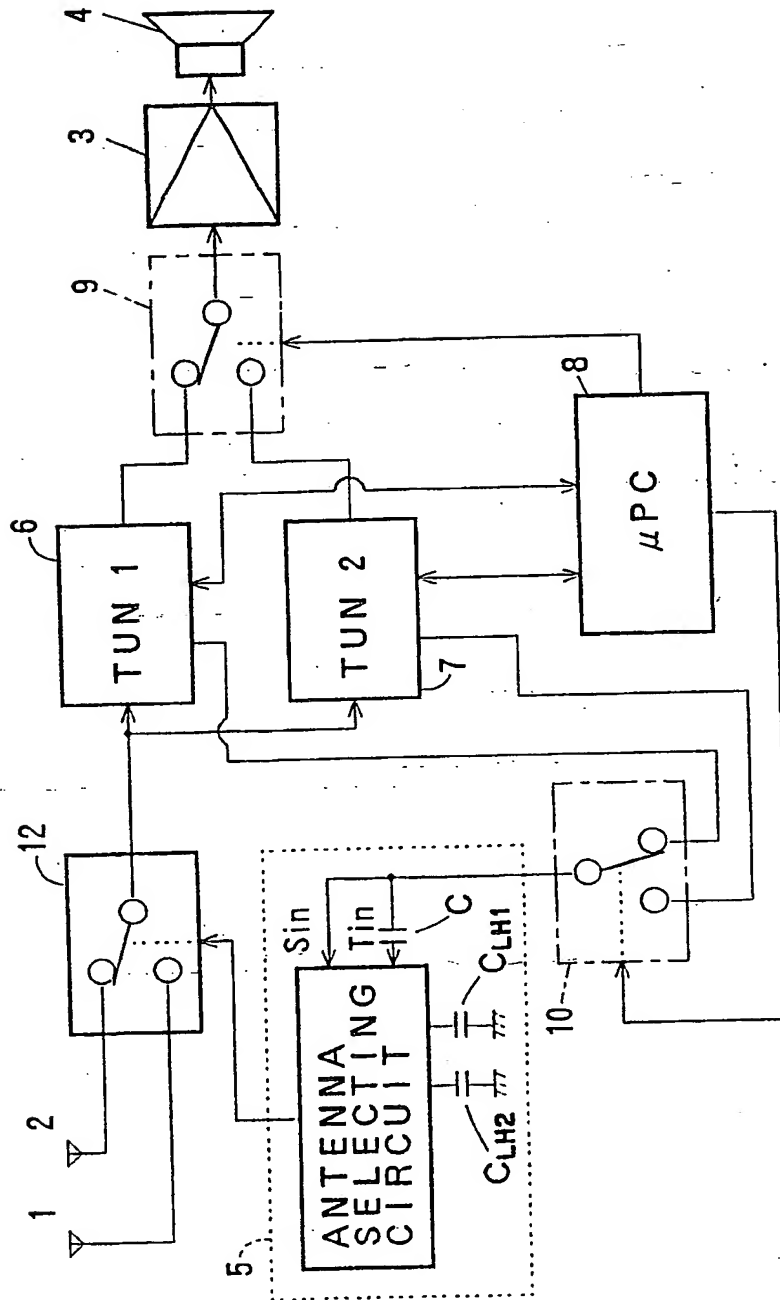 1
2
12
6
TUN 1
9
3
4
5
ANTENNA
SELECTING
CIRCUIT
Sin
Tin
C
CLH1
CLH2
10
7
TUN 2
8
μPC